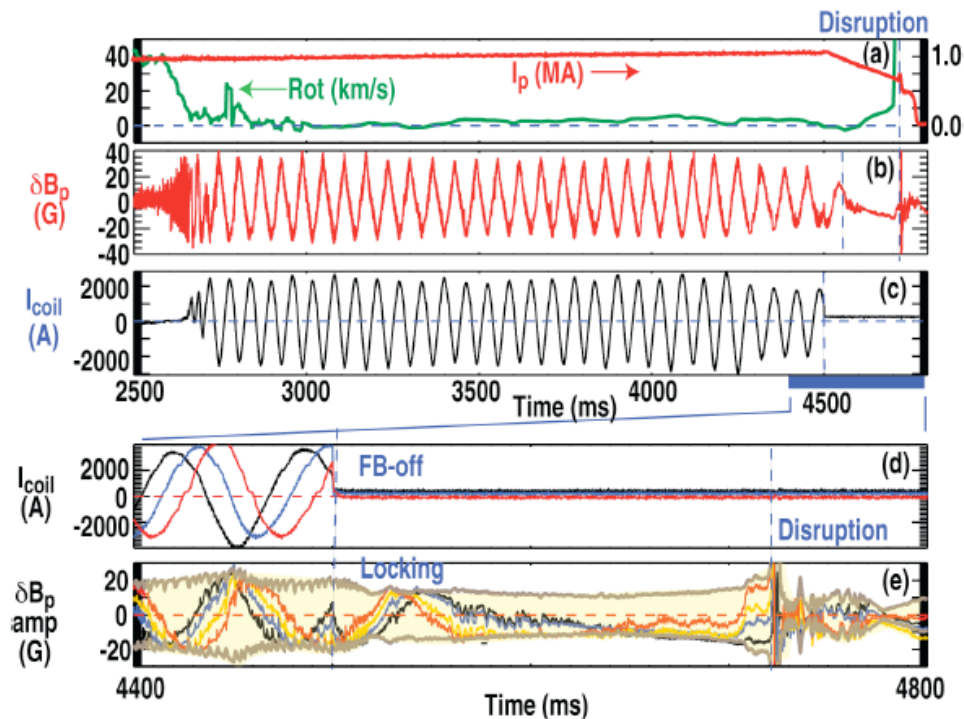 Disruption
40
20
0
Rot (km/s)
Ip (MA)
(a)
1.0
0.0
δBp
(G)
40
20
0
-20
-40
(b)
Icoil
(A)
2000
0
-2000
(c)
2500 3000 3500 4000 4500
Time (ms)
Icoil
(A)
2000
0
-2000
FB-off
(d)
Disruption
δBp
amp
(G)
20
0
-20
Locking
(e)
4400 4800
Time (ms)